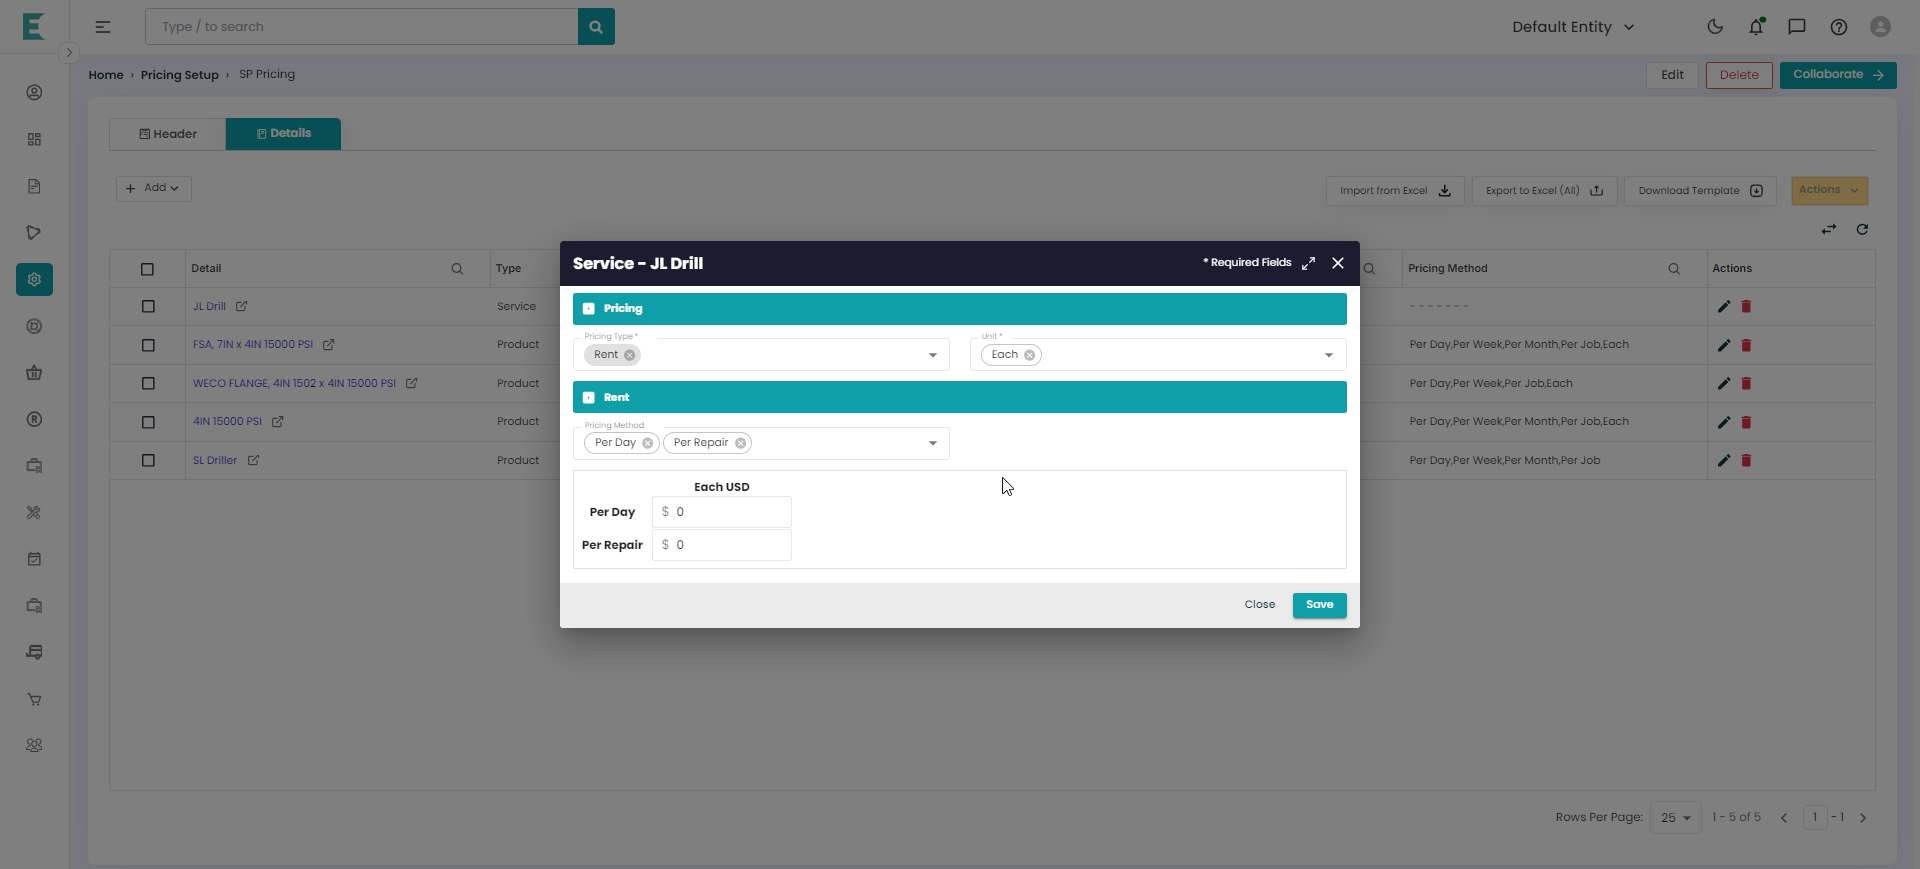 Type / to search
Default Entity
Home › Pricing Setup › SP Pricing
Edit Delete Collaborate
Header Details
+ Add
Import from Excel Export to Excel (All) Download Template Actions
Detail Type Pricing Method Actions
JL Drill Service - - - - - - -
FSA, 7IN x 4IN 15000 PSI Product Per Day,Per Week,Per Month,Per Job,Each
WECO FLANGE, 4IN 1502 x 4IN 15000 PSI Product Per Day,Per Week,Per Job,Each
4IN 15000 PSI Product Per Day,Per Week,Per Month,Per Job,Each
SL Driller Product Per Day,Per Week,Per Month,Per Job
Service - JL Drill * Required Fields
Pricing
Pricing Type * Unit *
Rent Each
Rent
Pricing Method
Per Day Per Repair
Each USD
Per Day $ 0
Per Repair $ 0
Close Save
Rows Per Page: 25 1 - 5 of 5 1 - 1